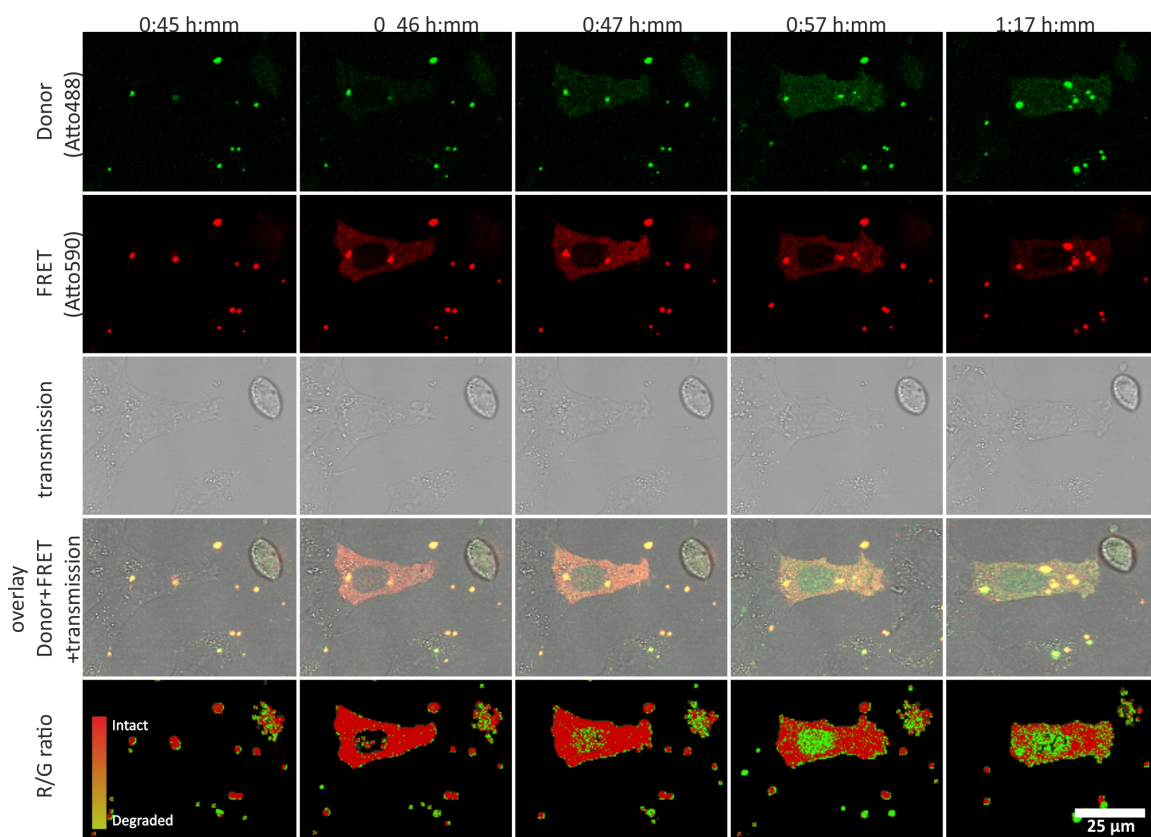 0:45 h:mm
0 46 h:mm
0:47 h:mm
0:57 h:mm
1:17 h:mm
Donor
(Atto488)
FRET
(Atto590)
transmission
overlay
Donor+FRET
+transmission
R/G ratio
Intact
Degraded
25 µm